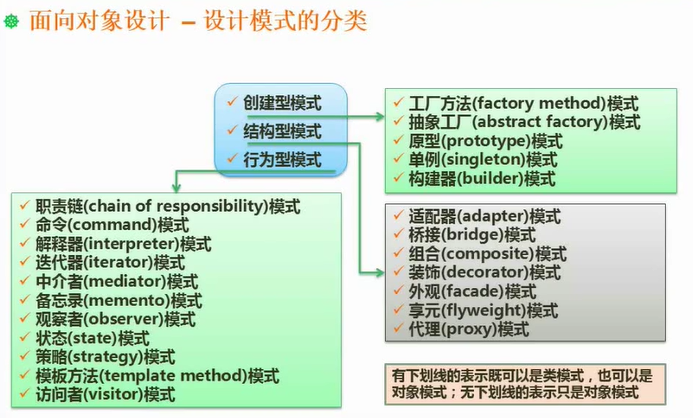 面向对象设计 – 设计模式的分类
创建型模式
结构型模式
行为型模式
工厂方法(factory method)模式
抽象工厂(abstract factory)模式
原型(prototype)模式
单例(singleton)模式
构建器(builder)模式
职责链(chain of responsibility)模式
命令(command)模式
解释器(interpreter)模式
迭代器(iterator)模式
中介者(mediator)模式
备忘录(memento)模式
观察者(observer)模式
状态(state)模式
策略(strategy)模式
模板方法(template method)模式
访问者(visitor)模式
适配器(adapter)模式
桥接(bridge)模式
组合(composite)模式
装饰(decorator)模式
外观(facade)模式
享元(flyweight)模式
代理(proxy)模式
有下划线的表示既可以是类模式，也可以是
对象模式；无下划线的表示只是对象模式